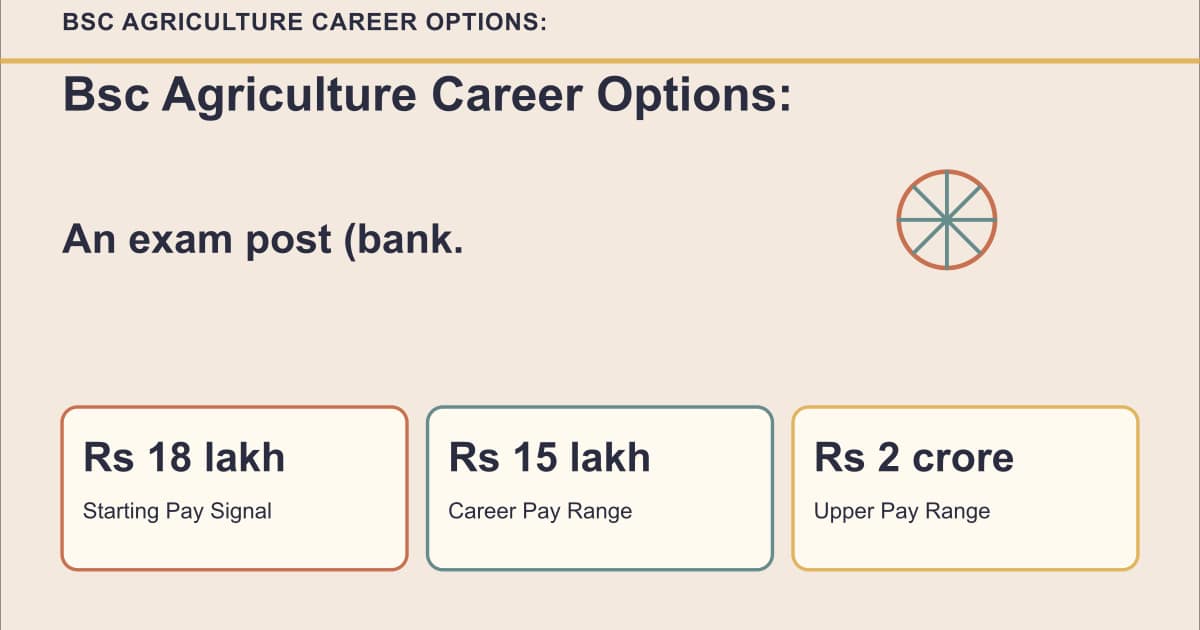 BSC AGRICULTURE CAREER OPTIONS:
Bsc Agriculture Career Options:
An exam post (bank.
Rs 18 lakh
Starting Pay Signal
Rs 15 lakh
Career Pay Range
Rs 2 crore
Upper Pay Range